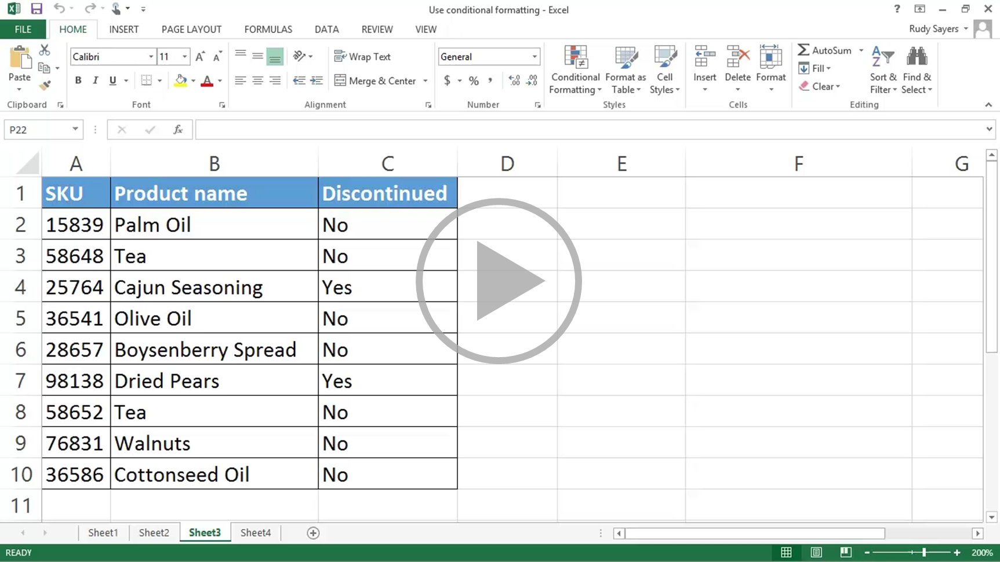 Use conditional formatting - Excel
?
FILE HOME INSERT PAGE LAYOUT FORMULAS DATA REVIEW VIEW
Rudy Sayers
Paste
Clipboard
Calibri 11
A A
B I U A
Font
Wrap Text
Merge & Center
Alignment
General
$ % , .0 .00 .00 .0
Number
Conditional Formatting
Format as Table
Cell Styles
Styles
Insert Delete Format
Cells
AutoSum
Fill
Clear
Sort & Filter
Find & Select
Editing
P22 fx
A B C D E F G
1 SKU Product name Discontinued
2 15839 Palm Oil No
3 58648 Tea No
4 25764 Cajun Seasoning Yes
5 36541 Olive Oil No
6 28657 Boysenberry Spread No
7 98138 Dried Pears Yes
8 58652 Tea No
9 76831 Walnuts No
10 36586 Cottonseed Oil No
11
Sheet1 Sheet2 Sheet3 Sheet4
READY 200%